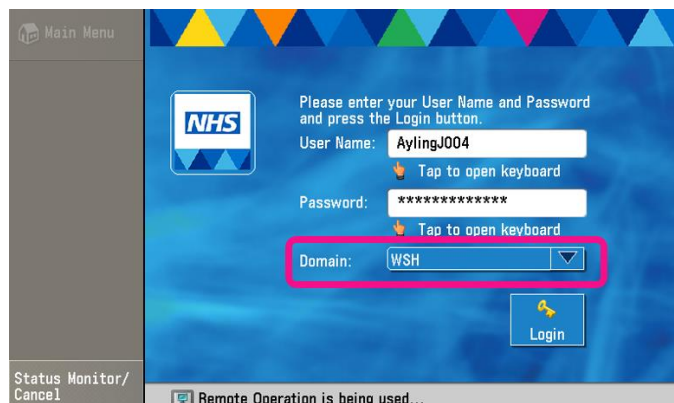 Main Menu
Please enter your User Name and Password
and press the Login button.
NHS
User Name: AylingJ004
Tap to open keyboard
Password: *************
Tap to open keyboard
Domain: WSH
Login
Status Monitor/
Cancel
Remote Operation is being used...